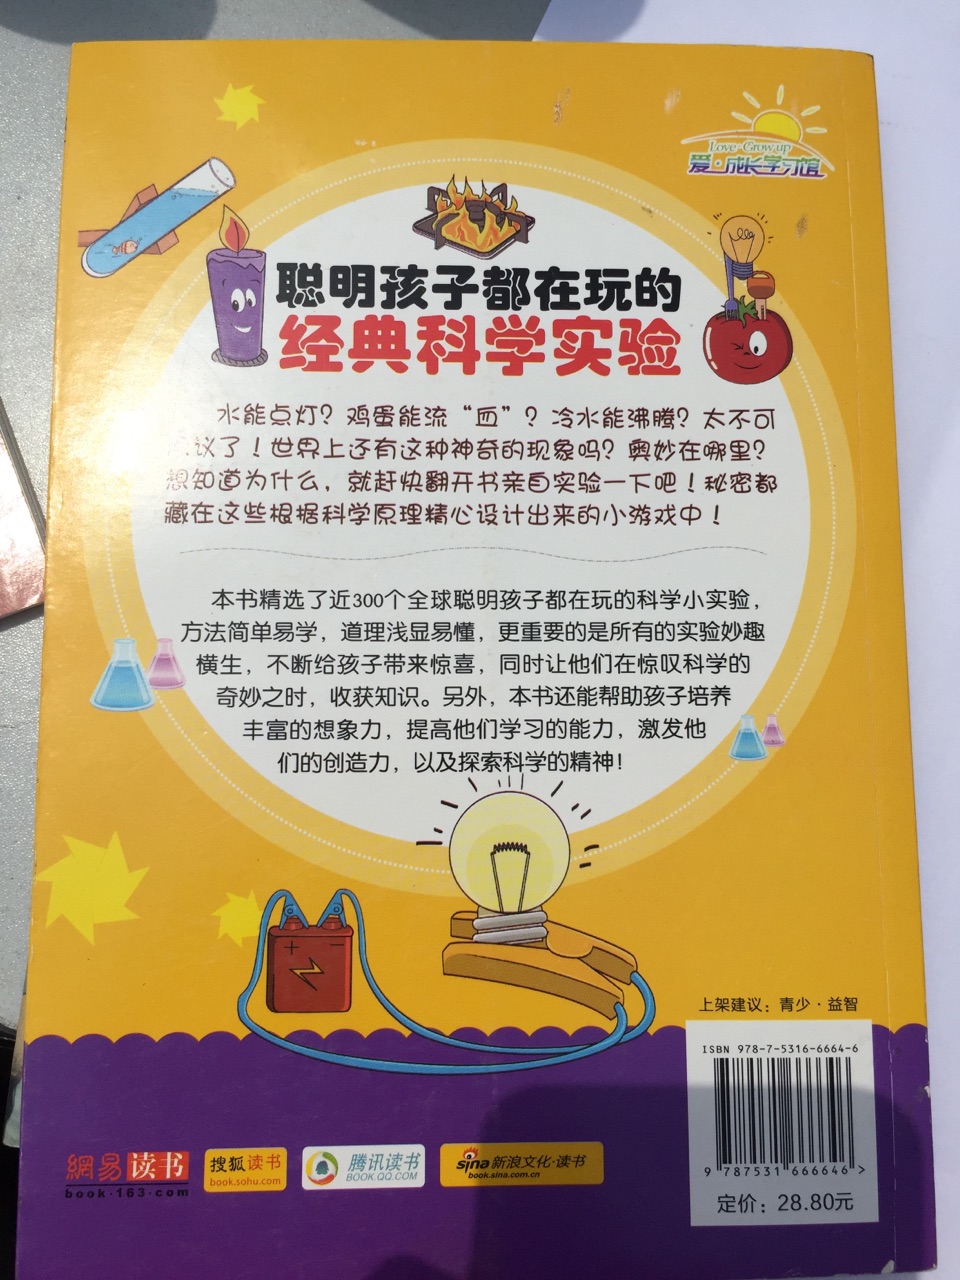 Love·Grow up
爱·成长学习馆
聪明孩子都在玩的
经典科学实验
水能点灯？鸡蛋能流“血”？冷水能沸腾？太不可
议了！世界上还有这种神奇的现象吗？奥妙在哪里？
想知道为什么，就赶快翻开书亲自实验一下吧！秘密都
藏在这些根据科学原理精心设计出来的小游戏中！
本书精选了近300个全球聪明孩子都在玩的科学小实验，
方法简单易学，道理浅显易懂，更重要的是所有的实验妙趣
横生，不断给孩子带来惊喜，同时让他们在惊叹科学的
奇妙之时，收获知识。另外，本书还能帮助孩子培养
丰富的想象力，提高他们学习的能力，激发他
们的创造力，以及探索科学的精神！
+ −
上架建议：青少·益智
ISBN 978-7-5316-6664-6
9 787531 666646 >
定价：28.80元
網易读书
book·163·com
搜狐读书
book.sohu.com
腾讯读书
BOOK.QQ.COM
sina新浪文化·读书
book.sina.com.cn